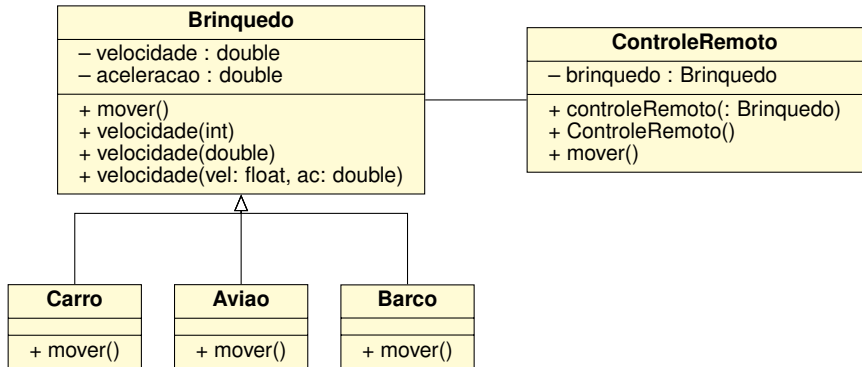 Brinquedo
– velocidade : double
– aceleracao : double
+ mover()
+ velocidade(int)
+ velocidade(double)
+ velocidade(vel: float, ac: double)
ControleRemoto
– brinquedo : Brinquedo
+ controleRemoto(: Brinquedo)
+ ControleRemoto()
+ mover()
Carro
+ mover()
Aviao
+ mover()
Barco
+ mover()